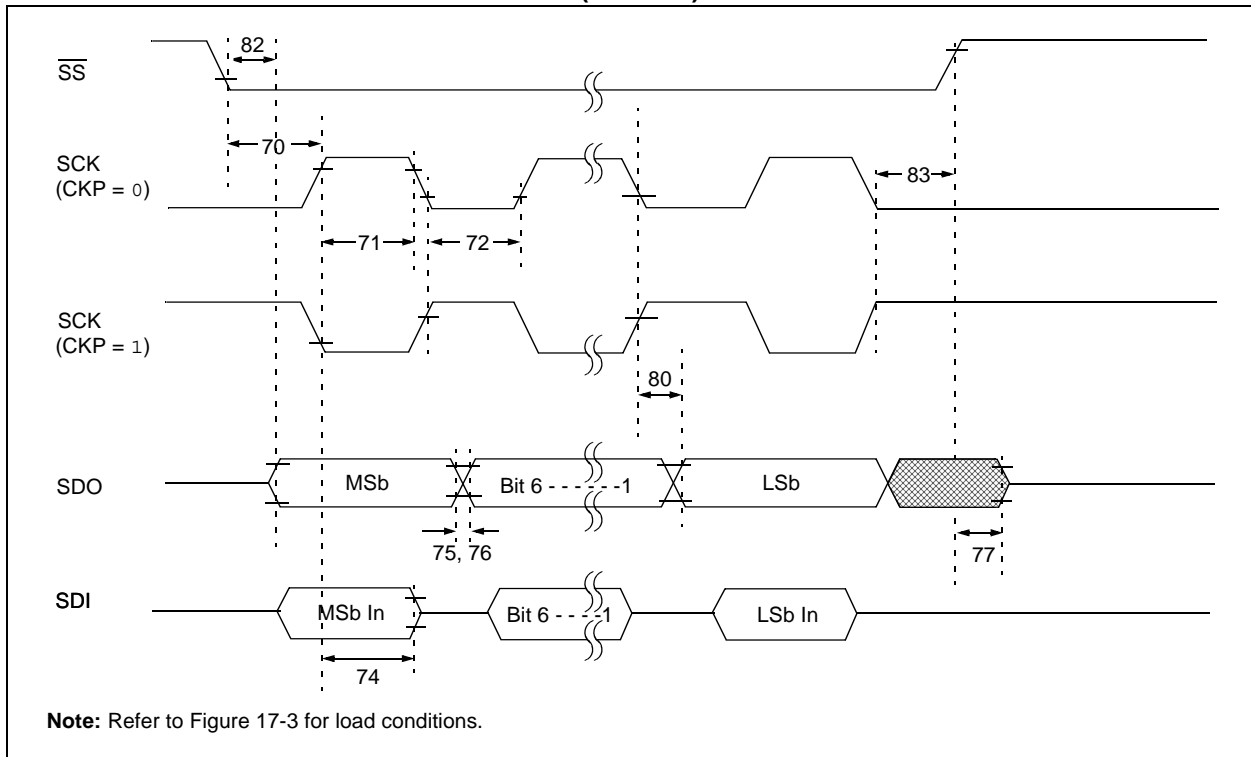 82
SS
70
SCK
(CKP = 0)
83
71
72
SCK
(CKP = 1)
80
SDO
MSb
Bit 6 - - - - - -1
LSb
75, 76
77
SDI
MSb In
Bit 6 - - - -1
LSb In
74
Note: Refer to Figure 17-3 for load conditions.